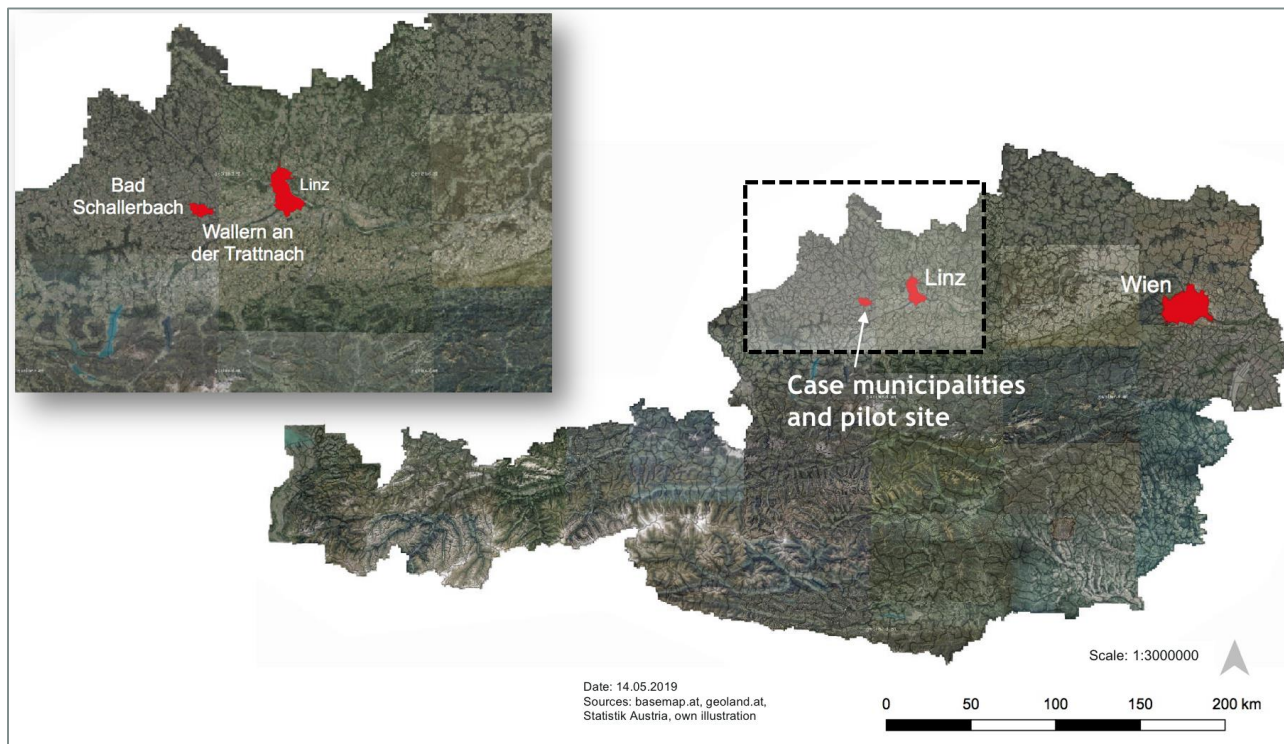 Bad
Schallerbach
Linz
Wallern an
der Trattnach
Linz
Wien
Case municipalities
and pilot site
Scale: 1:3000000
Date: 14.05.2019
Sources: basemap.at, geoland.at,
Statistik Austria, own illustration
0 50 100 150 200 km